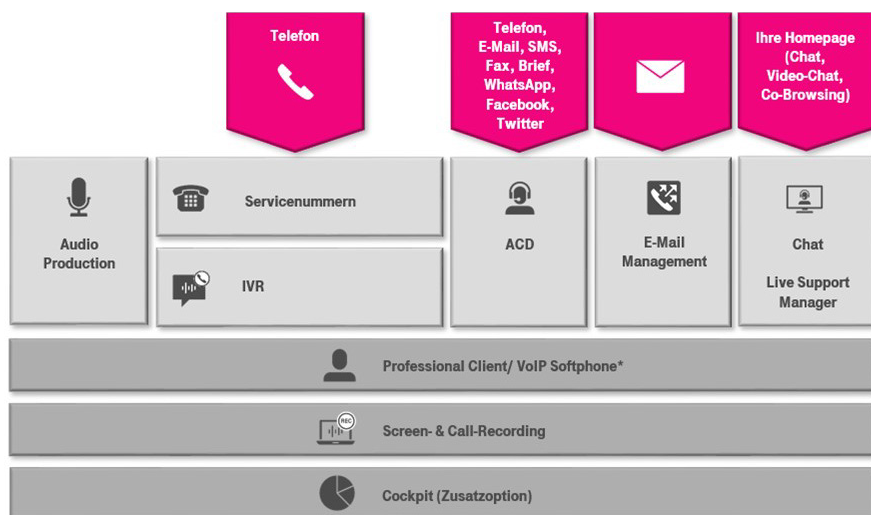 Telefon
Telefon,
E-Mail, SMS,
Fax, Brief,
WhatsApp,
Facebook,
Twitter
Ihre Homepage
(Chat,
Video-Chat,
Co-Browsing)
Audio
Production
Servicenummern
IVR
ACD
E-Mail
Management
Chat
Live Support
Manager
Professional Client/ VoIP Softphone*
REC
Screen- & Call-Recording
Cockpit (Zusatzoption)